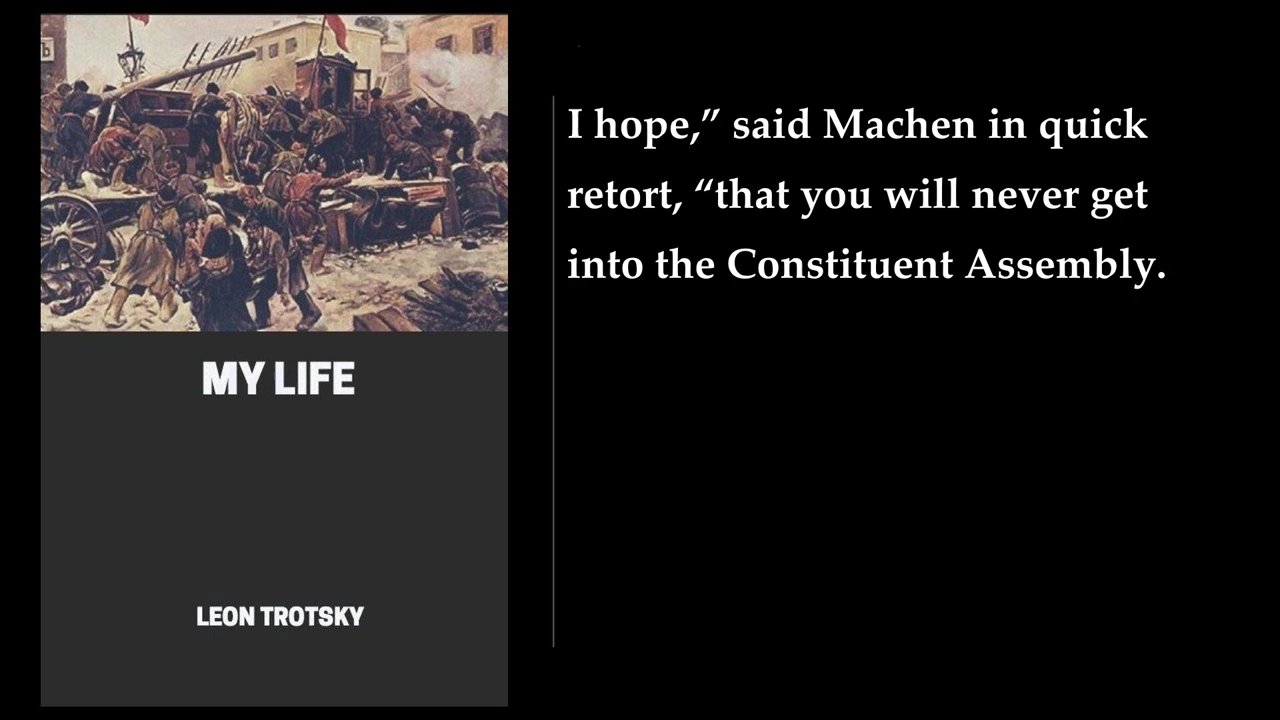 MY LIFE
LEON TROTSKY
I hope,” said Machen in quick
retort, “that you will never get
into the Constituent Assembly.